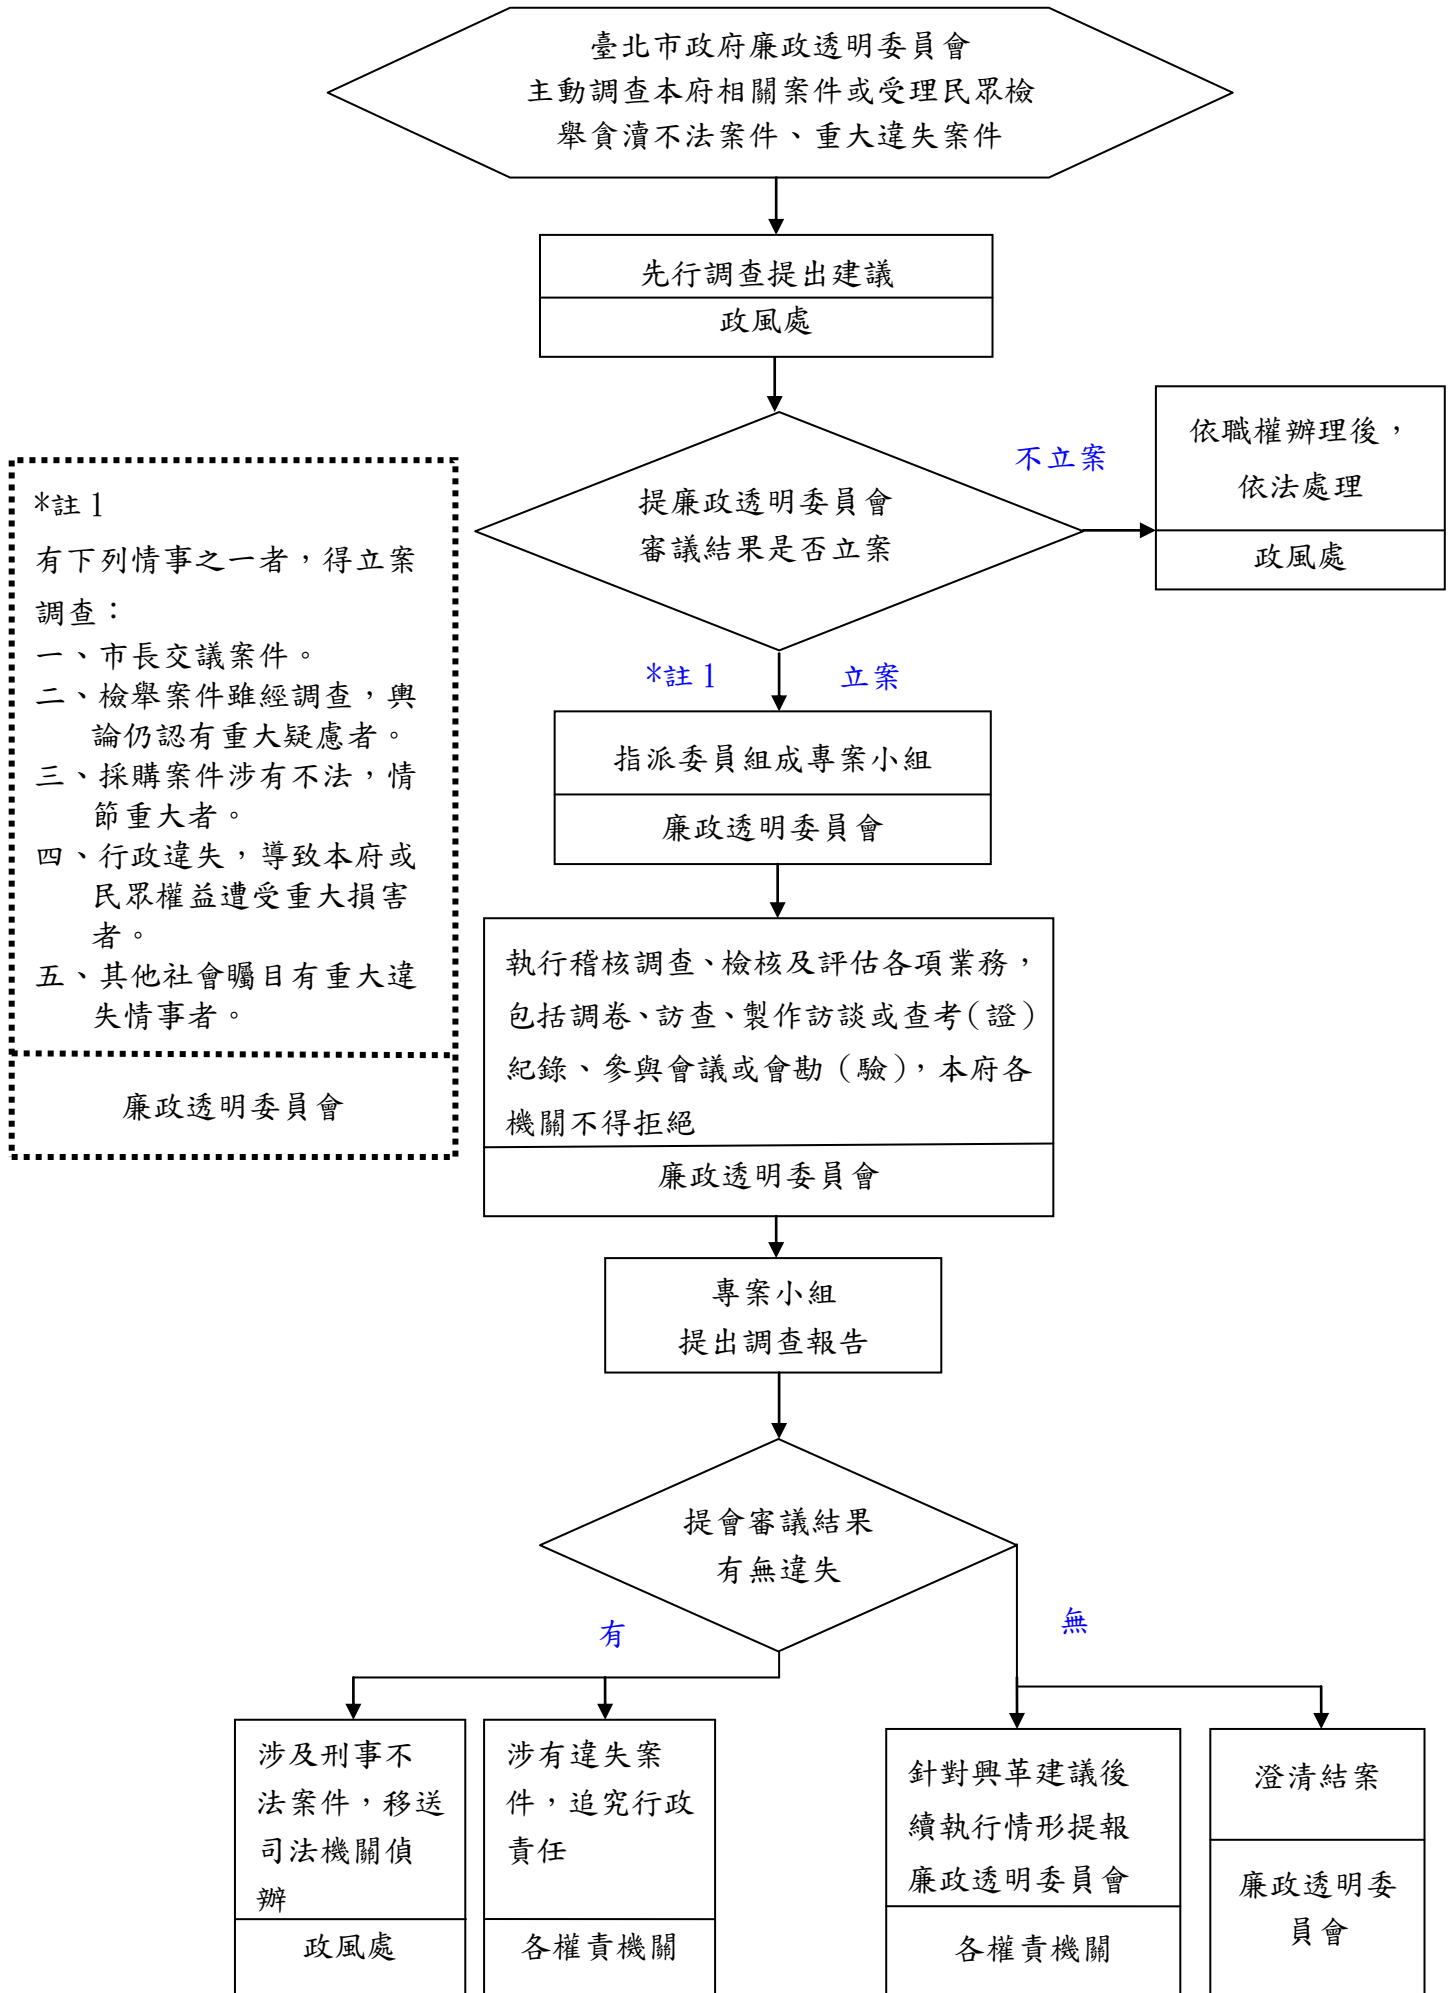 臺北市政府廉政透明委員會
主動調查本府相關案件或受理民眾檢
舉貪瀆不法案件、重大違失案件
先行調查提出建議
政風處
提廉政透明委員會
審議結果是否立案
不立案
依職權辦理後，
依法處理
政風處
*註1
有下列情事之一者，得立案
調查：
一、市長交議案件。
二、檢舉案件雖經調查，輿
論仍認有重大疑慮者。
三、採購案件涉有不法，情
節重大者。
四、行政違失，導致本府或
民眾權益遭受重大損害
者。
五、其他社會矚目有重大違
失情事者。
廉政透明委員會
*註1
立案
指派委員組成專案小組
廉政透明委員會
執行稽核調查、檢核及評估各項業務，
包括調卷、訪查、製作訪談或查考（證）
紀錄、參與會議或會勘（驗），本府各
機關不得拒絕
廉政透明委員會
專案小組
提出調查報告
提會審議結果
有無違失
有
無
涉及刑事不
法案件，移送
司法機關偵
辦
政風處
涉有違失案
件，追究行政
責任
各權責機關
針對興革建議後
續執行情形提報
廉政透明委員會
各權責機關
澄清結案
廉政透明委
員會